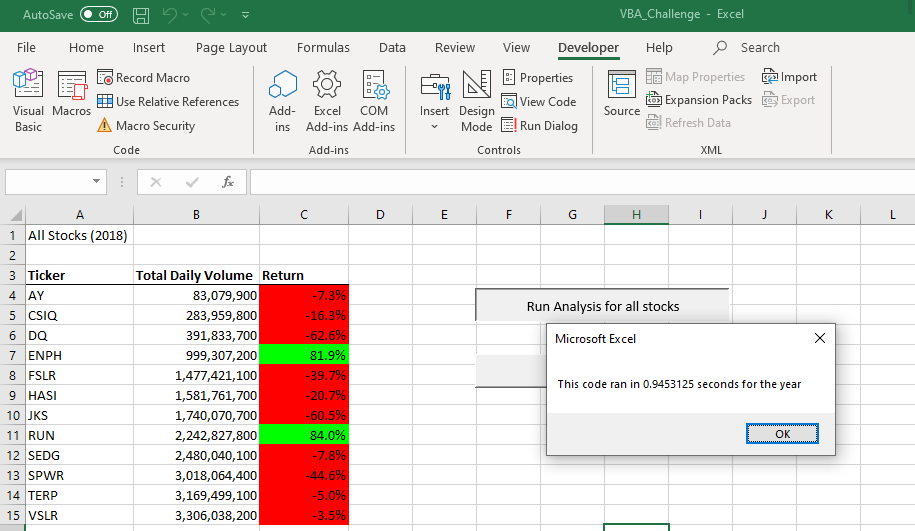 AutoSave Off VBA_Challenge - Excel
File Home Insert Page Layout Formulas Data Review View Developer Help Search
Visual Basic
Macros
Record Macro
Use Relative References
Macro Security
Code
Add-ins
Excel Add-ins
COM Add-ins
Add-ins
Insert
Design Mode
Properties
View Code
Run Dialog
Controls
Source
Map Properties
Expansion Packs
Refresh Data
Import
Export
XML
fx
A B C D E F G H I J K L
1 All Stocks (2018)
2
3 Ticker Total Daily Volume Return
4 AY 83,079,900 -7.3%
5 CSIQ 283,959,800 -16.3%
6 DQ 391,833,700 -62.6%
7 ENPH 999,307,200 81.9%
8 FSLR 1,477,421,100 -39.7%
9 HASI 1,581,761,700 -20.7%
10 JKS 1,740,070,700 -60.5%
11 RUN 2,242,827,800 84.0%
12 SEDG 2,480,040,100 -7.8%
13 SPWR 3,018,064,400 -44.6%
14 TERP 3,169,499,100 -5.0%
15 VSLR 3,306,038,200 -3.5%
Run Analysis for all stocks
Microsoft Excel
This code ran in 0.9453125 seconds for the year
OK